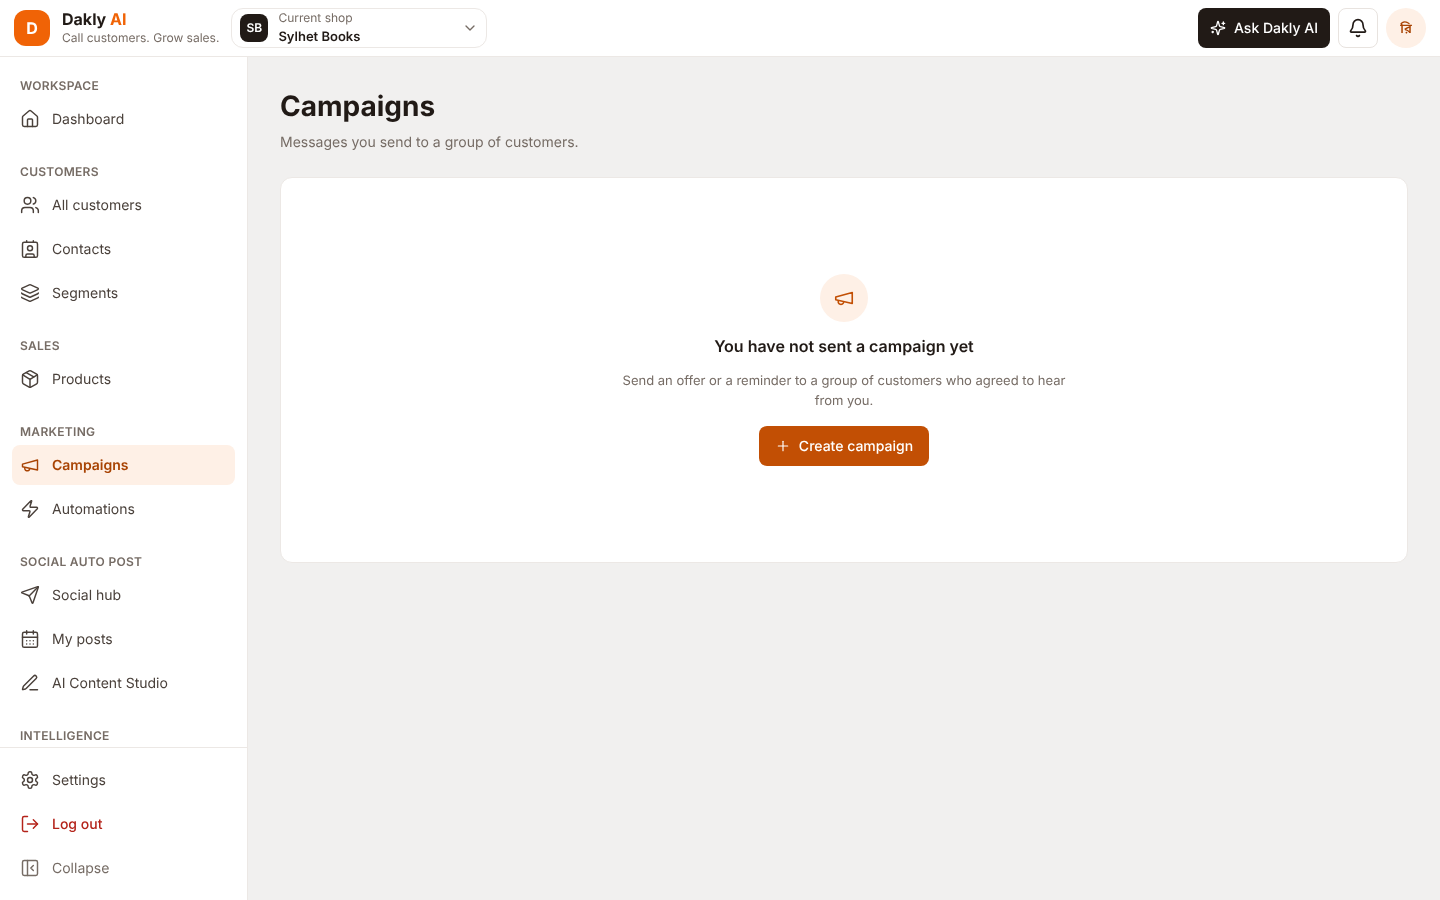 D
Dakly AI
Call customers. Grow sales.
SB
Current shop
Sylhet Books
Ask Dakly AI
রি
WORKSPACE
Dashboard
CUSTOMERS
All customers
Contacts
Segments
SALES
Products
MARKETING
Campaigns
Automations
SOCIAL AUTO POST
Social hub
My posts
AI Content Studio
INTELLIGENCE
Settings
Log out
Collapse
Campaigns
Messages you send to a group of customers.
You have not sent a campaign yet
Send an offer or a reminder to a group of customers who agreed to hear
from you.
Create campaign